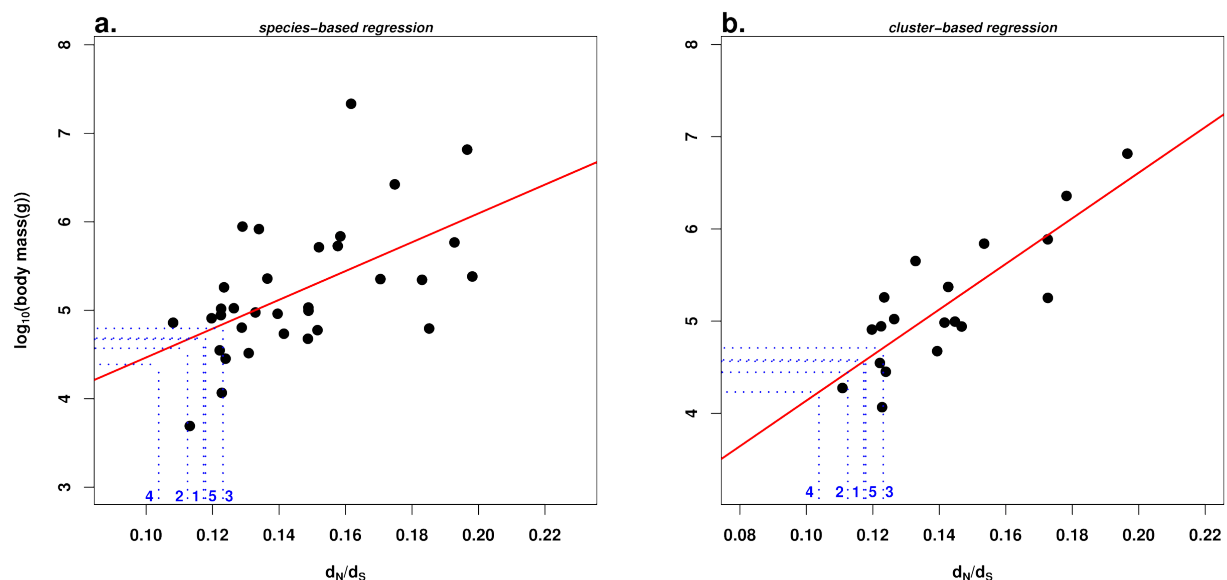 a.
species−based regression
8
7
6
5
4
3
log10(body mass(g))
4 2 1 5 3
0.10 0.12 0.14 0.16 0.18 0.20 0.22
dN/dS
b.
cluster−based regression
8
7
6
5
4
4 2 1 5 3
0.08 0.10 0.12 0.14 0.16 0.18 0.20 0.22
dN/dS